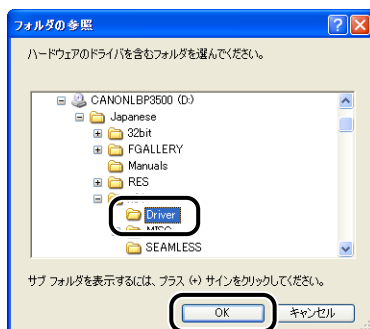 フォルダの参照
ハードウェアのドライバを含むフォルダを選んでください。
CANONLBP3500 (D:)
Japanese
32bit
FGALLERY
Manuals
RES
Driver
MISC
SEAMLESS
サブ フォルダを表示するには、プラス (+) サインをクリックしてください。
OK キャンセル